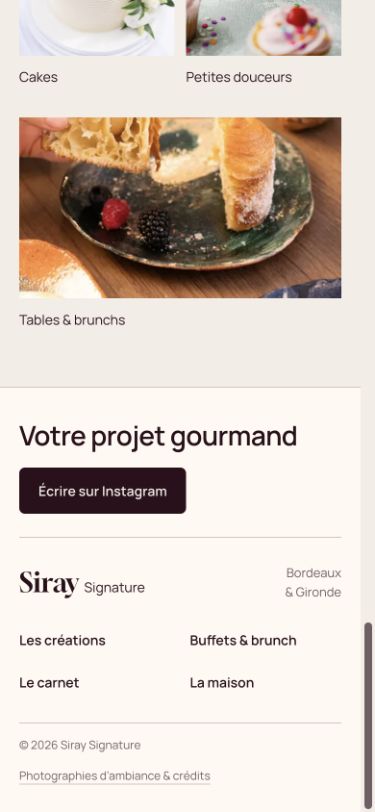 Cakes
Petites douceurs
Tables & brunchs
Votre projet gourmand
Écrire sur Instagram
Siray Signature
Bordeaux
& Gironde
Les créations
Buffets & brunch
Le carnet
La maison
© 2026 Siray Signature
Photographies d'ambiance & crédits